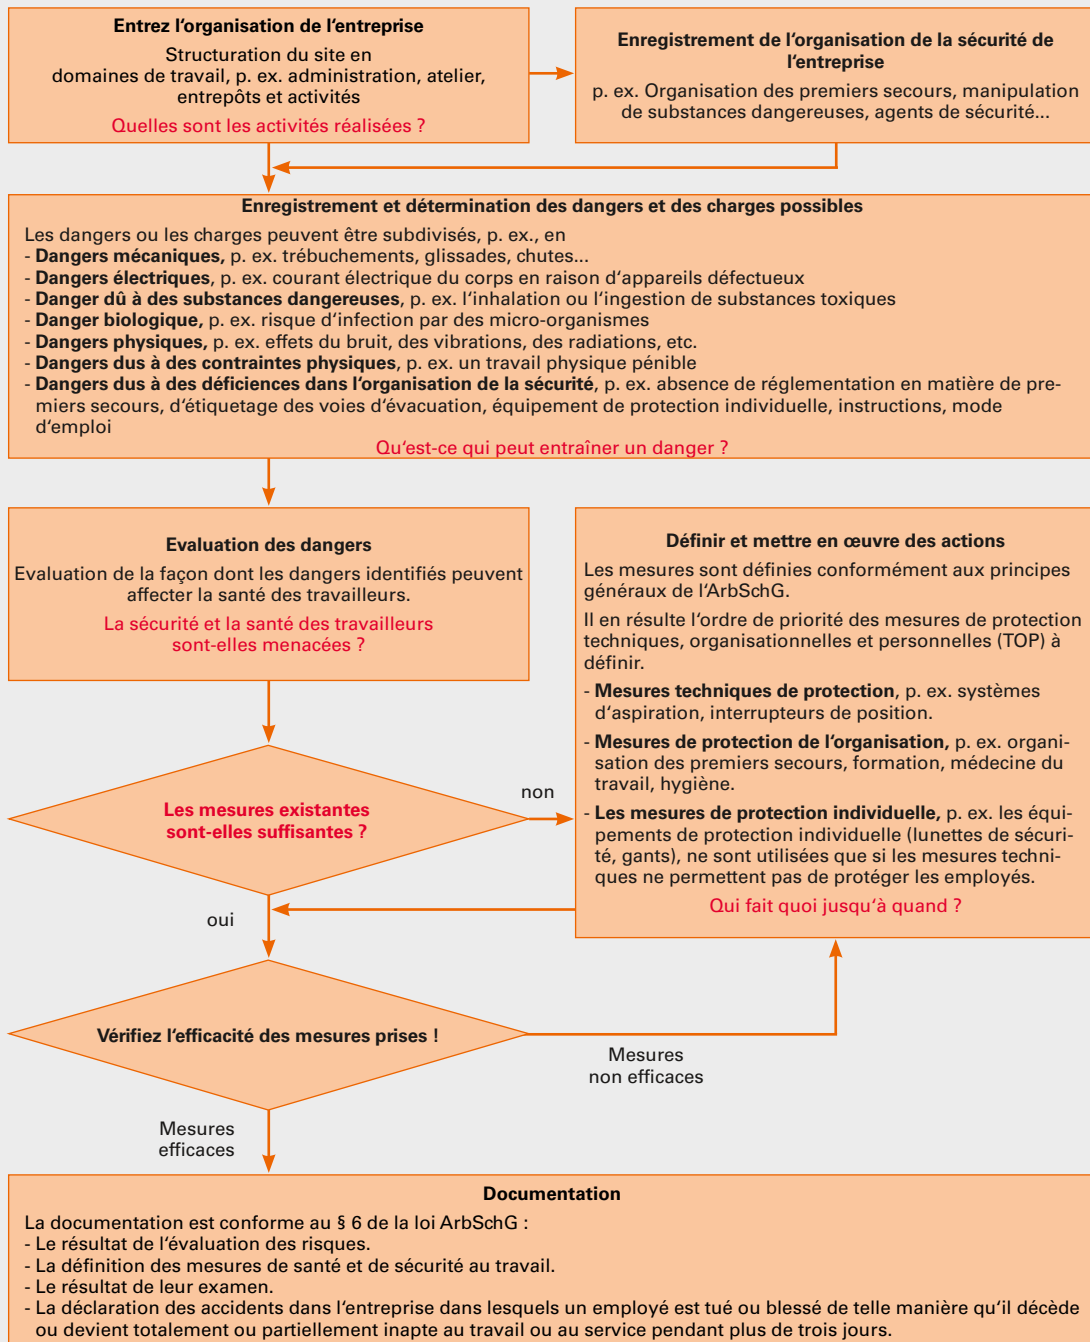 Entrez l‘organisation de l‘entreprise
Structuration du site en
domaines de travail, p. ex. administration, atelier,
entrepôts et activités
Quelles sont les activités réalisées ?
Enregistrement de l‘organisation de la sécurité de
l‘entreprise
p. ex. Organisation des premiers secours, manipulation
de substances dangereuses, agents de sécurité...
Enregistrement et détermination des dangers et des charges possibles
Les dangers ou les charges peuvent être subdivisés, p. ex., en
- Dangers mécaniques, p. ex. trébuchements, glissades, chutes...
- Dangers électriques, p. ex. courant électrique du corps en raison d‘appareils défectueux
- Danger dû à des substances dangereuses, p. ex. l‘inhalation ou l‘ingestion de substances toxiques
- Danger biologique, p. ex. risque d‘infection par des micro-organismes
- Dangers physiques, p. ex. effets du bruit, des vibrations, des radiations, etc.
- Dangers dus à des contraintes physiques, p. ex. un travail physique pénible
- Dangers dus à des déficiences dans l‘organisation de la sécurité, p. ex. absence de réglementation en matière de pre-
miers secours, d‘étiquetage des voies d‘évacuation, équipement de protection individuelle, instructions, mode
d‘emploi
Qu‘est-ce qui peut entraîner un danger ?
Evaluation des dangers
Evaluation de la façon dont les dangers identifiés peuvent
affecter la santé des travailleurs.
La sécurité et la santé des travailleurs
sont-elles menacées ?
Définir et mettre en œuvre des actions
Les mesures sont définies conformément aux principes
généraux de l‘ArbSchG.
Il en résulte l‘ordre de priorité des mesures de protection
techniques, organisationnelles et personnelles (TOP) à
définir.
- Mesures techniques de protection, p. ex. systèmes
d‘aspiration, interrupteurs de position.
- Mesures de protection de l‘organisation, p. ex. organi-
sation des premiers secours, formation, médecine du
travail, hygiène.
- Les mesures de protection individuelle, p. ex. les équi-
pements de protection individuelle (lunettes de sécuri-
té, gants), ne sont utilisées que si les mesures techni-
ques ne permettent pas de protéger les employés.
Qui fait quoi jusqu‘à quand ?
Les mesures existantes
sont-elles suffisantes ?
non
oui
Vérifiez l‘efficacité des mesures prises !
Mesures
non efficaces
Mesures
efficaces
Documentation
La documentation est conforme au § 6 de la loi ArbSchG :
- Le résultat de l‘évaluation des risques.
- La définition des mesures de santé et de sécurité au travail.
- Le résultat de leur examen.
- La déclaration des accidents dans l‘entreprise dans lesquels un employé est tué ou blessé de telle manière qu‘il décède
ou devient totalement ou partiellement inapte au travail ou au service pendant plus de trois jours.